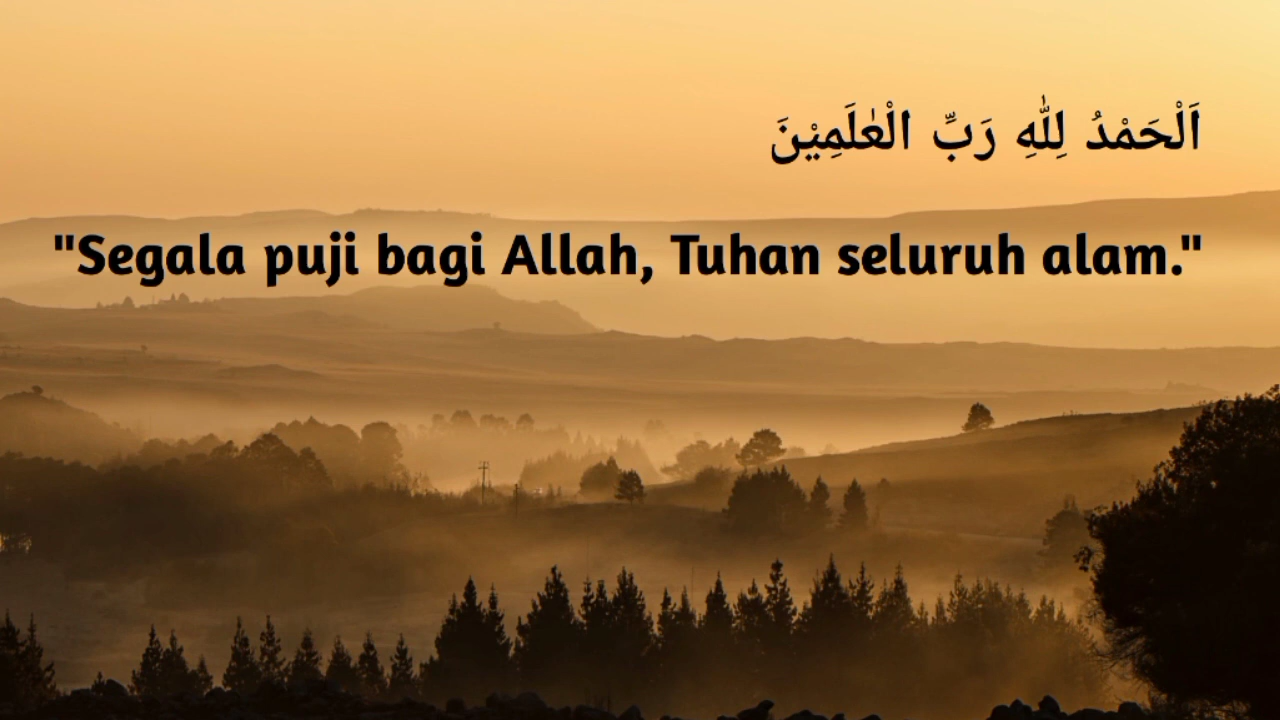 اَلْحَمْدُ لِلّٰهِ رَبِّ الْعٰلَمِيْنَ
"Segala puji bagi Allah, Tuhan seluruh alam."